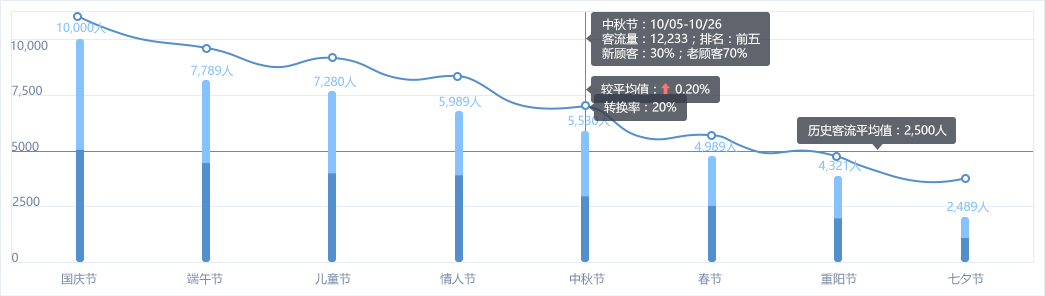 中秋节：10/05-10/26
客流量：12,233；排名：前五
新顾客：30%；老顾客70%
10,000人
10,000
7,789人
7,280人
7,500
较平均值： 0.20%
5,989人
转换率：20%
5,530人
历史客流平均值：2,500人
5000
4,989人
4,321人
2500
2,489人
0
国庆节
端午节
儿童节
情人节
中秋节
春节
重阳节
七夕节